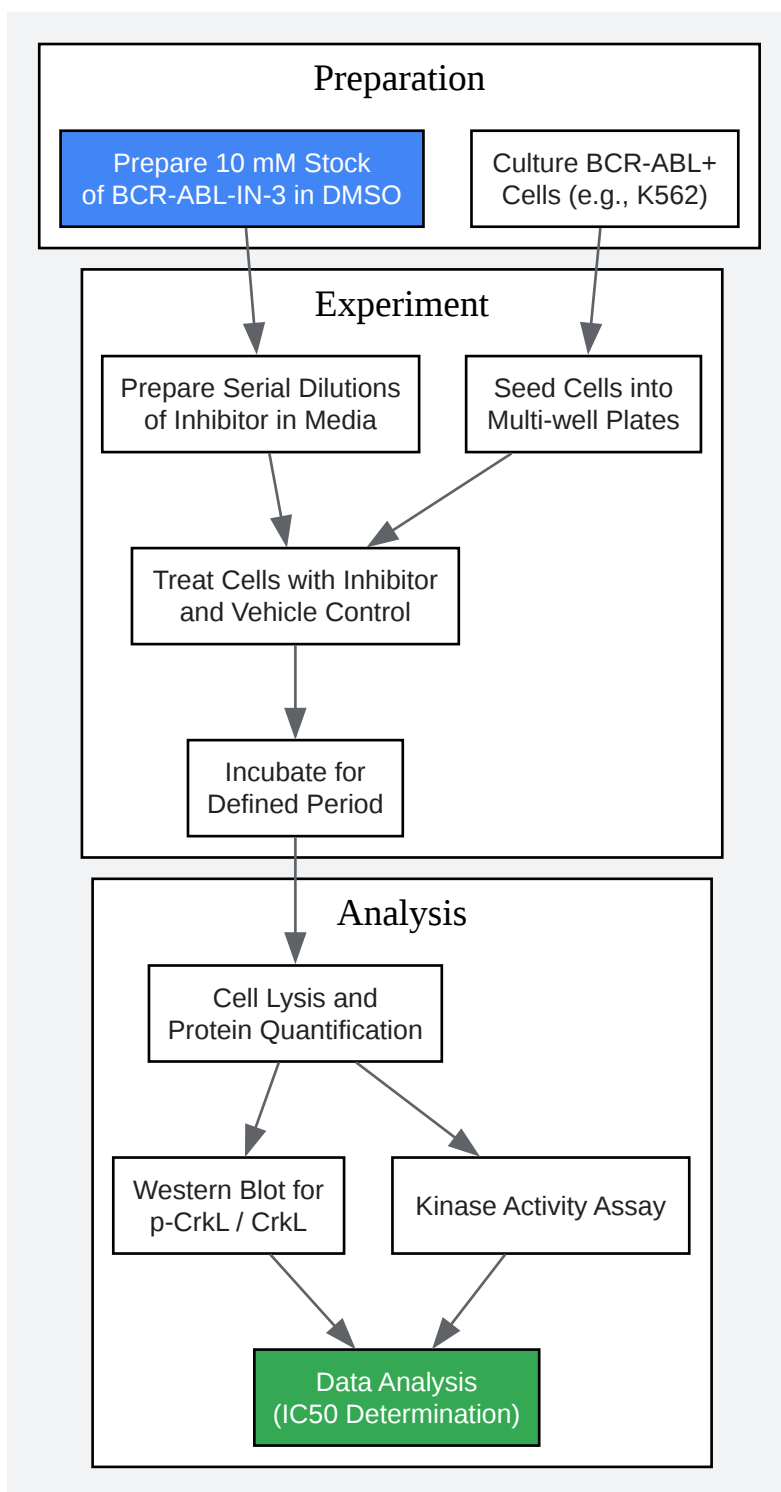 Preparation
Prepare 10 mM Stock
of BCR-ABL-IN-3 in DMSO
Culture BCR-ABL+
Cells (e.g., K562)
Experiment
Prepare Serial Dilutions
of Inhibitor in Media
Seed Cells into
Multi-well Plates
Treat Cells with Inhibitor
and Vehicle Control
Incubate for
Defined Period
Analysis
Cell Lysis and
Protein Quantification
Western Blot for
p-CrkL / CrkL
Kinase Activity Assay
Data Analysis
(IC50 Determination)